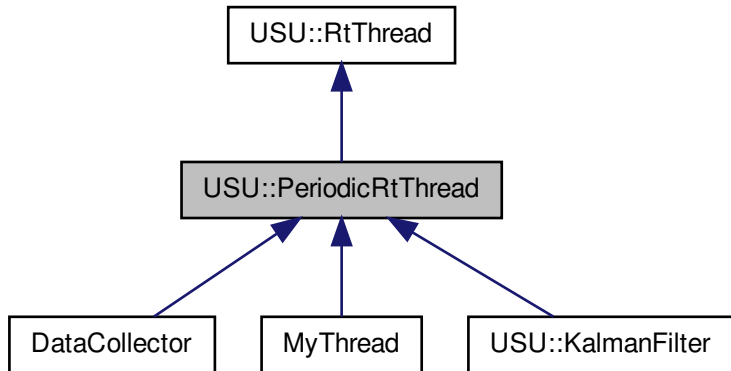 USU::RtThread
USU::PeriodicRtThread
DataCollector
MyThread
USU::KalmanFilter